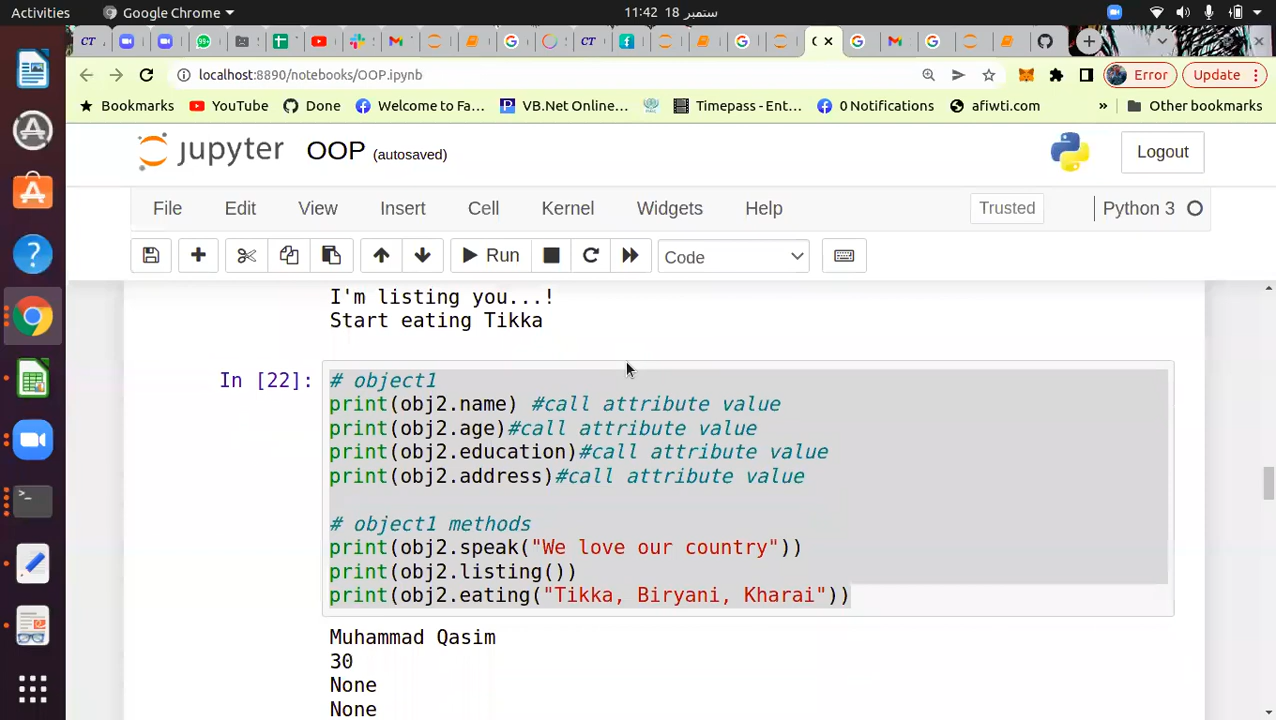 Activities
Google Chrome
ستمبر 18 11:42
CT
CT
localhost:8890/notebooks/OOP.ipynb
Error
Update
Bookmarks
YouTube
Done
Welcome to Fa...
VB.Net Online...
Timepass - Ent...
0 Notifications
afiwti.com
»
Other bookmarks
jupyter
OOP (autosaved)
Logout
File
Edit
View
Insert
Cell
Kernel
Widgets
Help
Trusted
Python 3
Run
Code
I'm listing you...!
Start eating Tikka
In [22]:
# object1
print(obj2.name) #call attribute value
print(obj2.age)#call attribute value
print(obj2.education)#call attribute value
print(obj2.address)#call attribute value
# object1 methods
print(obj2.speak("We love our country"))
print(obj2.listing())
print(obj2.eating("Tikka, Biryani, Kharai"))
Muhammad Qasim
30
None
None